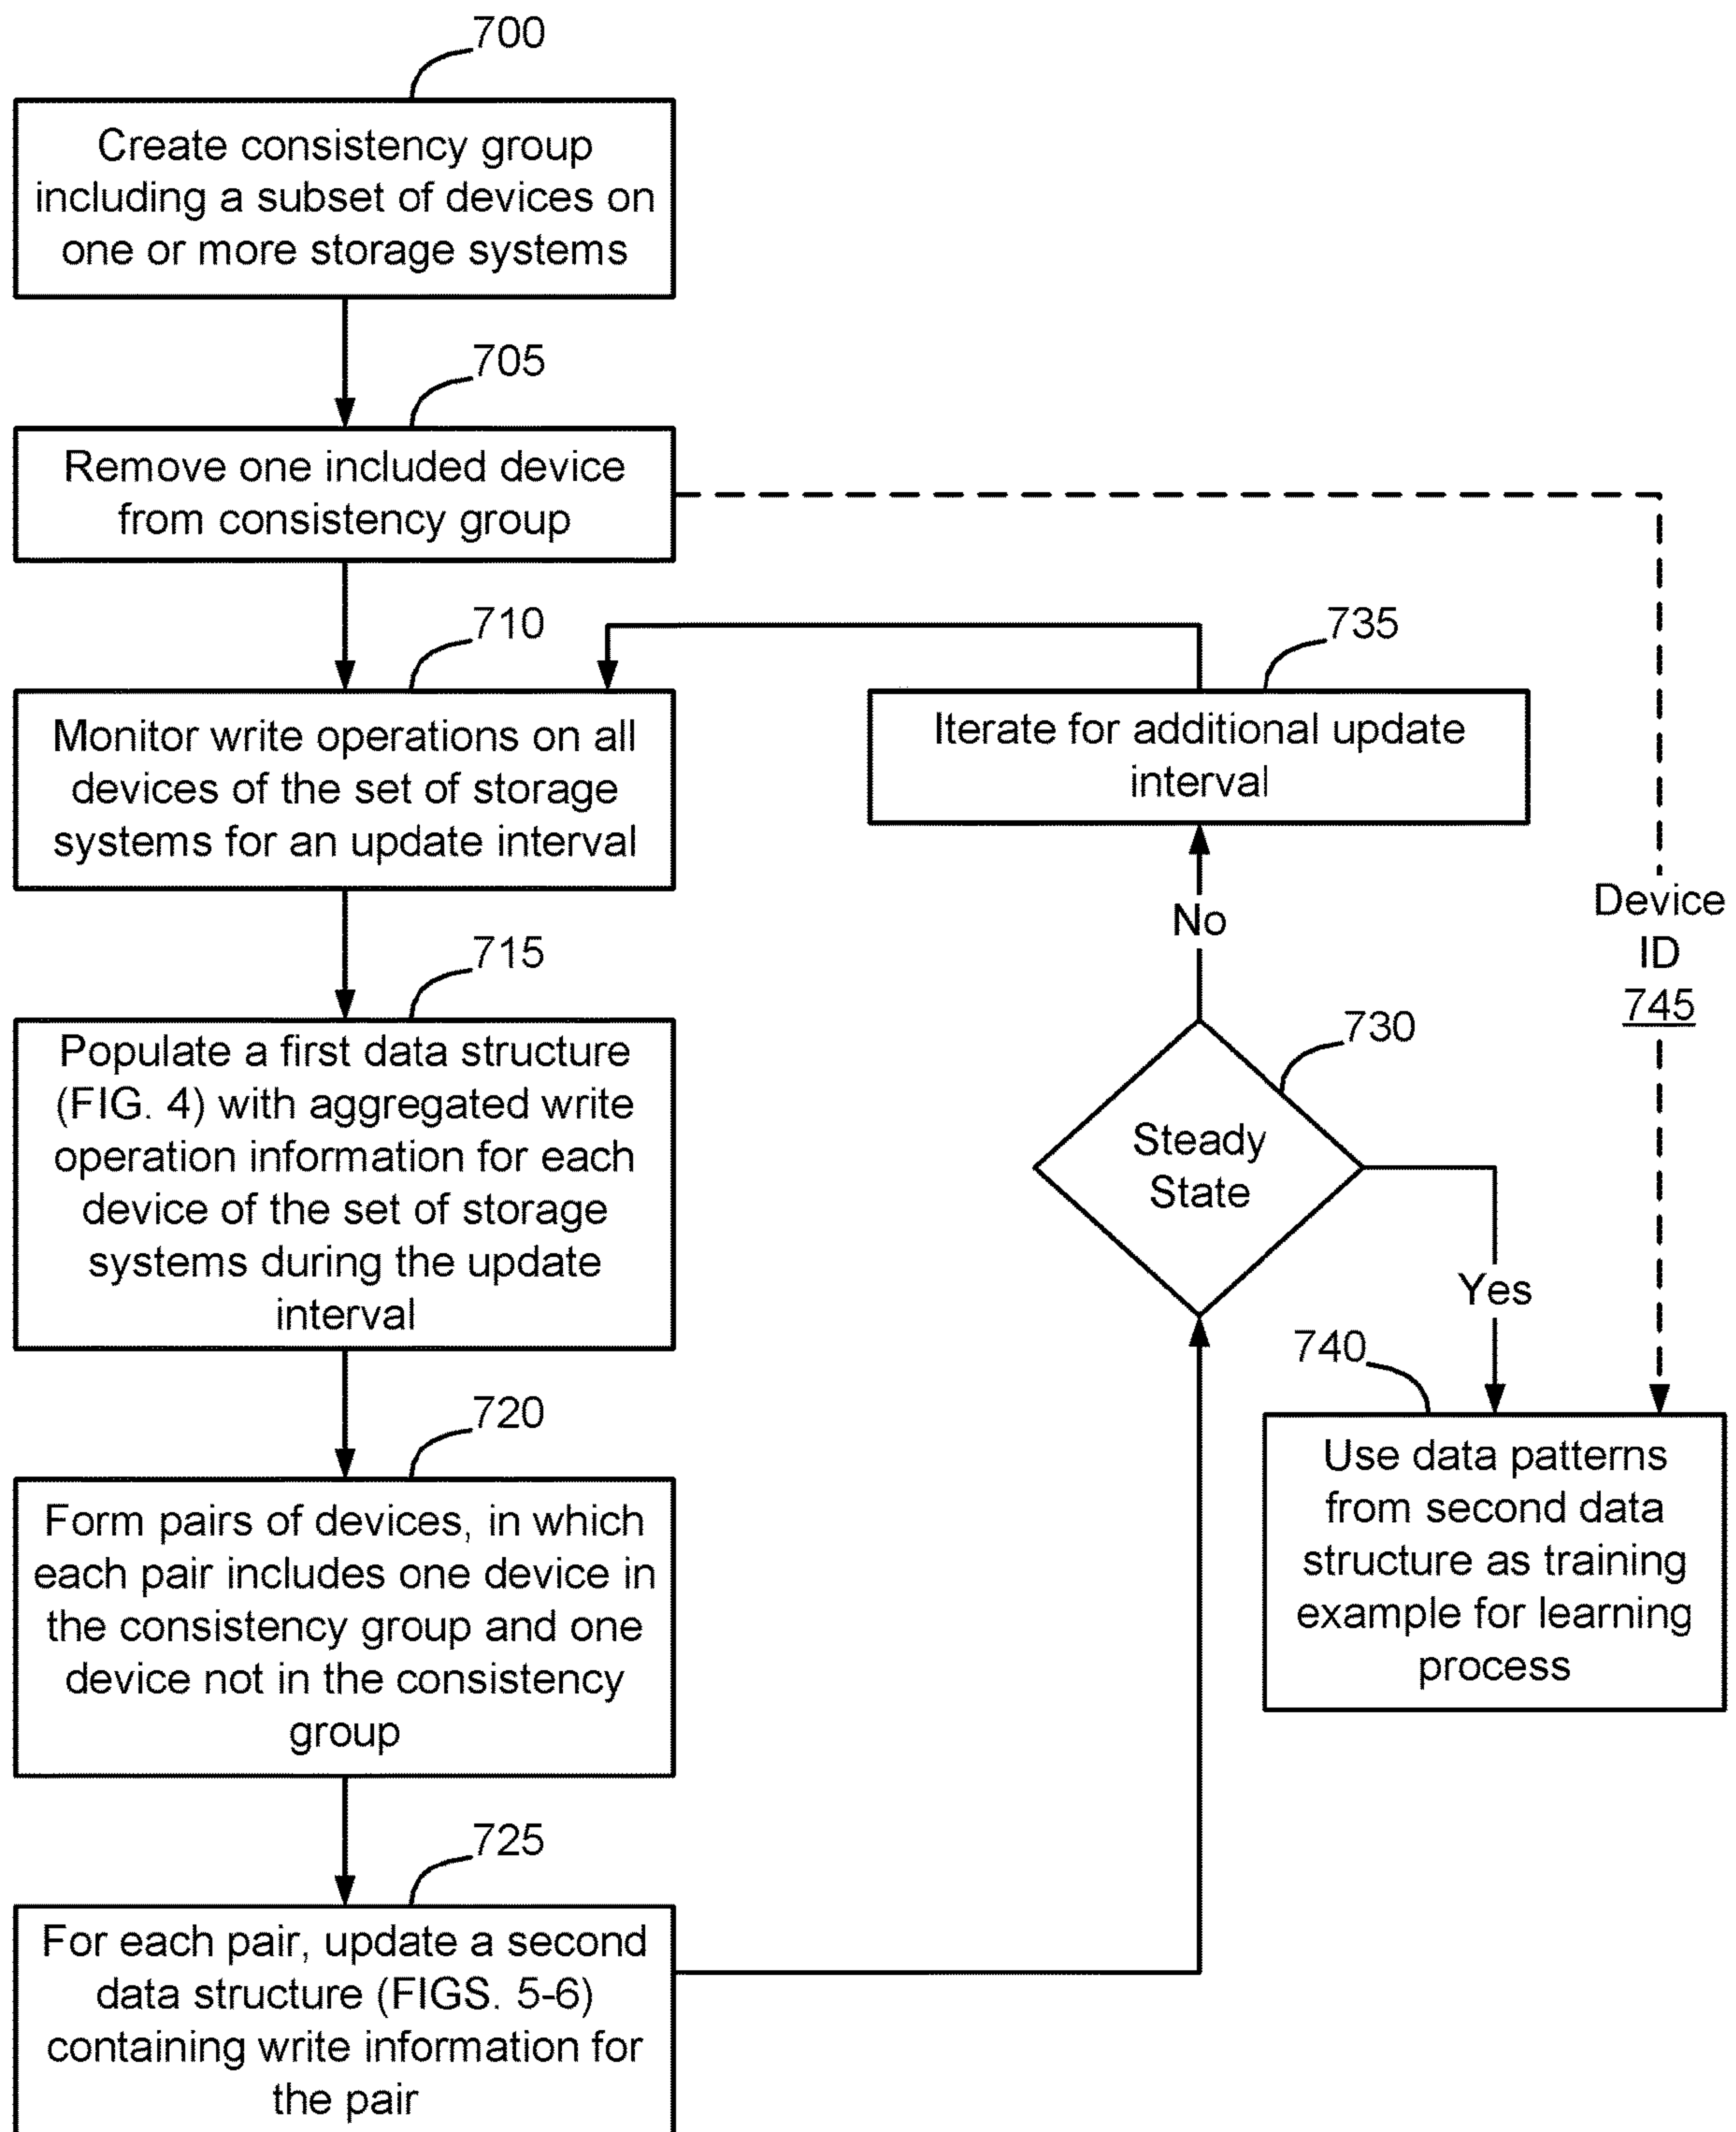 700
Create consistency group
including a subset of devices on
one or more storage systems
705
Remove one included device
from consistency group
710
Monitor write operations on all
devices of the set of storage
systems for an update interval
735
Iterate for additional update
interval
No
Device
ID
745
715
Populate a first data structure
(FIG. 4) with aggregated write
operation information for each
device of the set of storage
systems during the update
interval
730
Steady
State
Yes
740
Use data patterns
from second data
structure as training
example for learning
process
720
Form pairs of devices, in which
each pair includes one device in
the consistency group and one
device not in the consistency
group
725
For each pair, update a second
data structure (FIGS. 5-6)
containing write information for
the pair